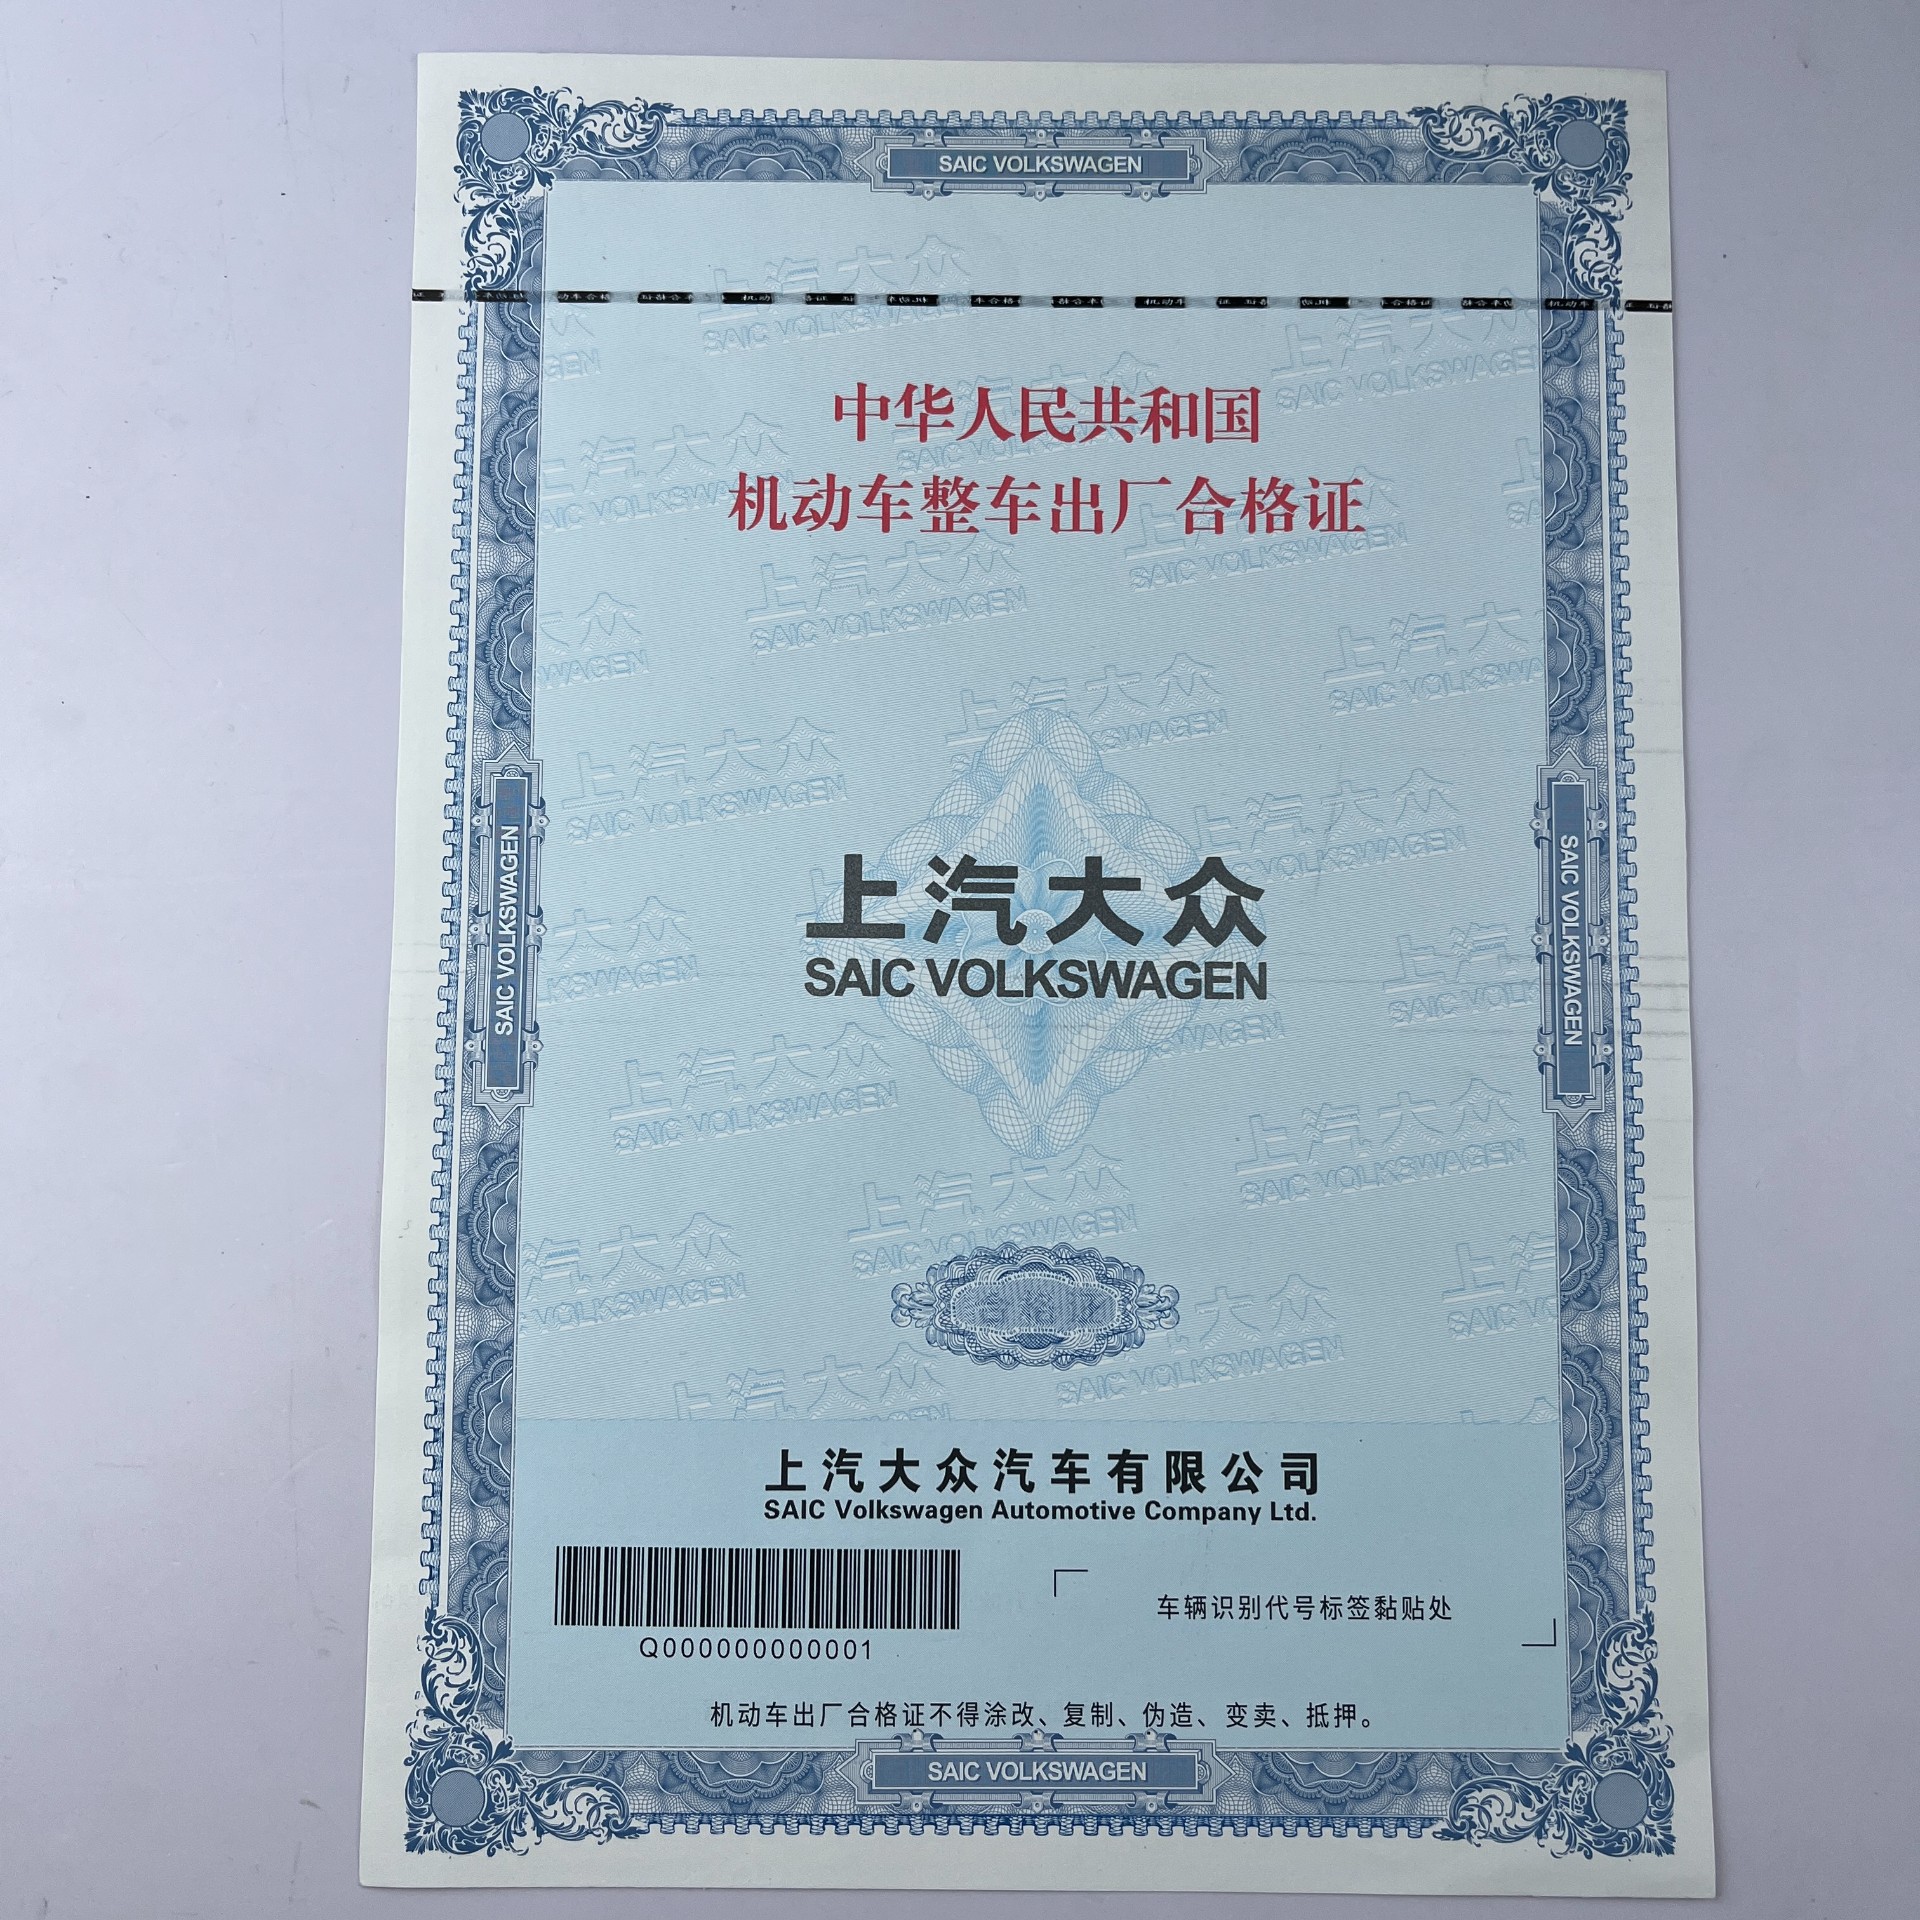 SAIC VOLKSWAGEN
中华人民共和国
机动车整车出厂合格证
SAIC VOLKSWAGEN
上汽大众
SAIC VOLKSWAGEN
SAIC VOLKSWAGEN
合格证
上汽大众汽车有限公司
SAIC Volkswagen Automotive Company Ltd.
车辆识别代号标签黏贴处
Q000000000001
机动车出厂合格证不得涂改、复制、伪造、变卖、抵押。
SAIC VOLKSWAGEN